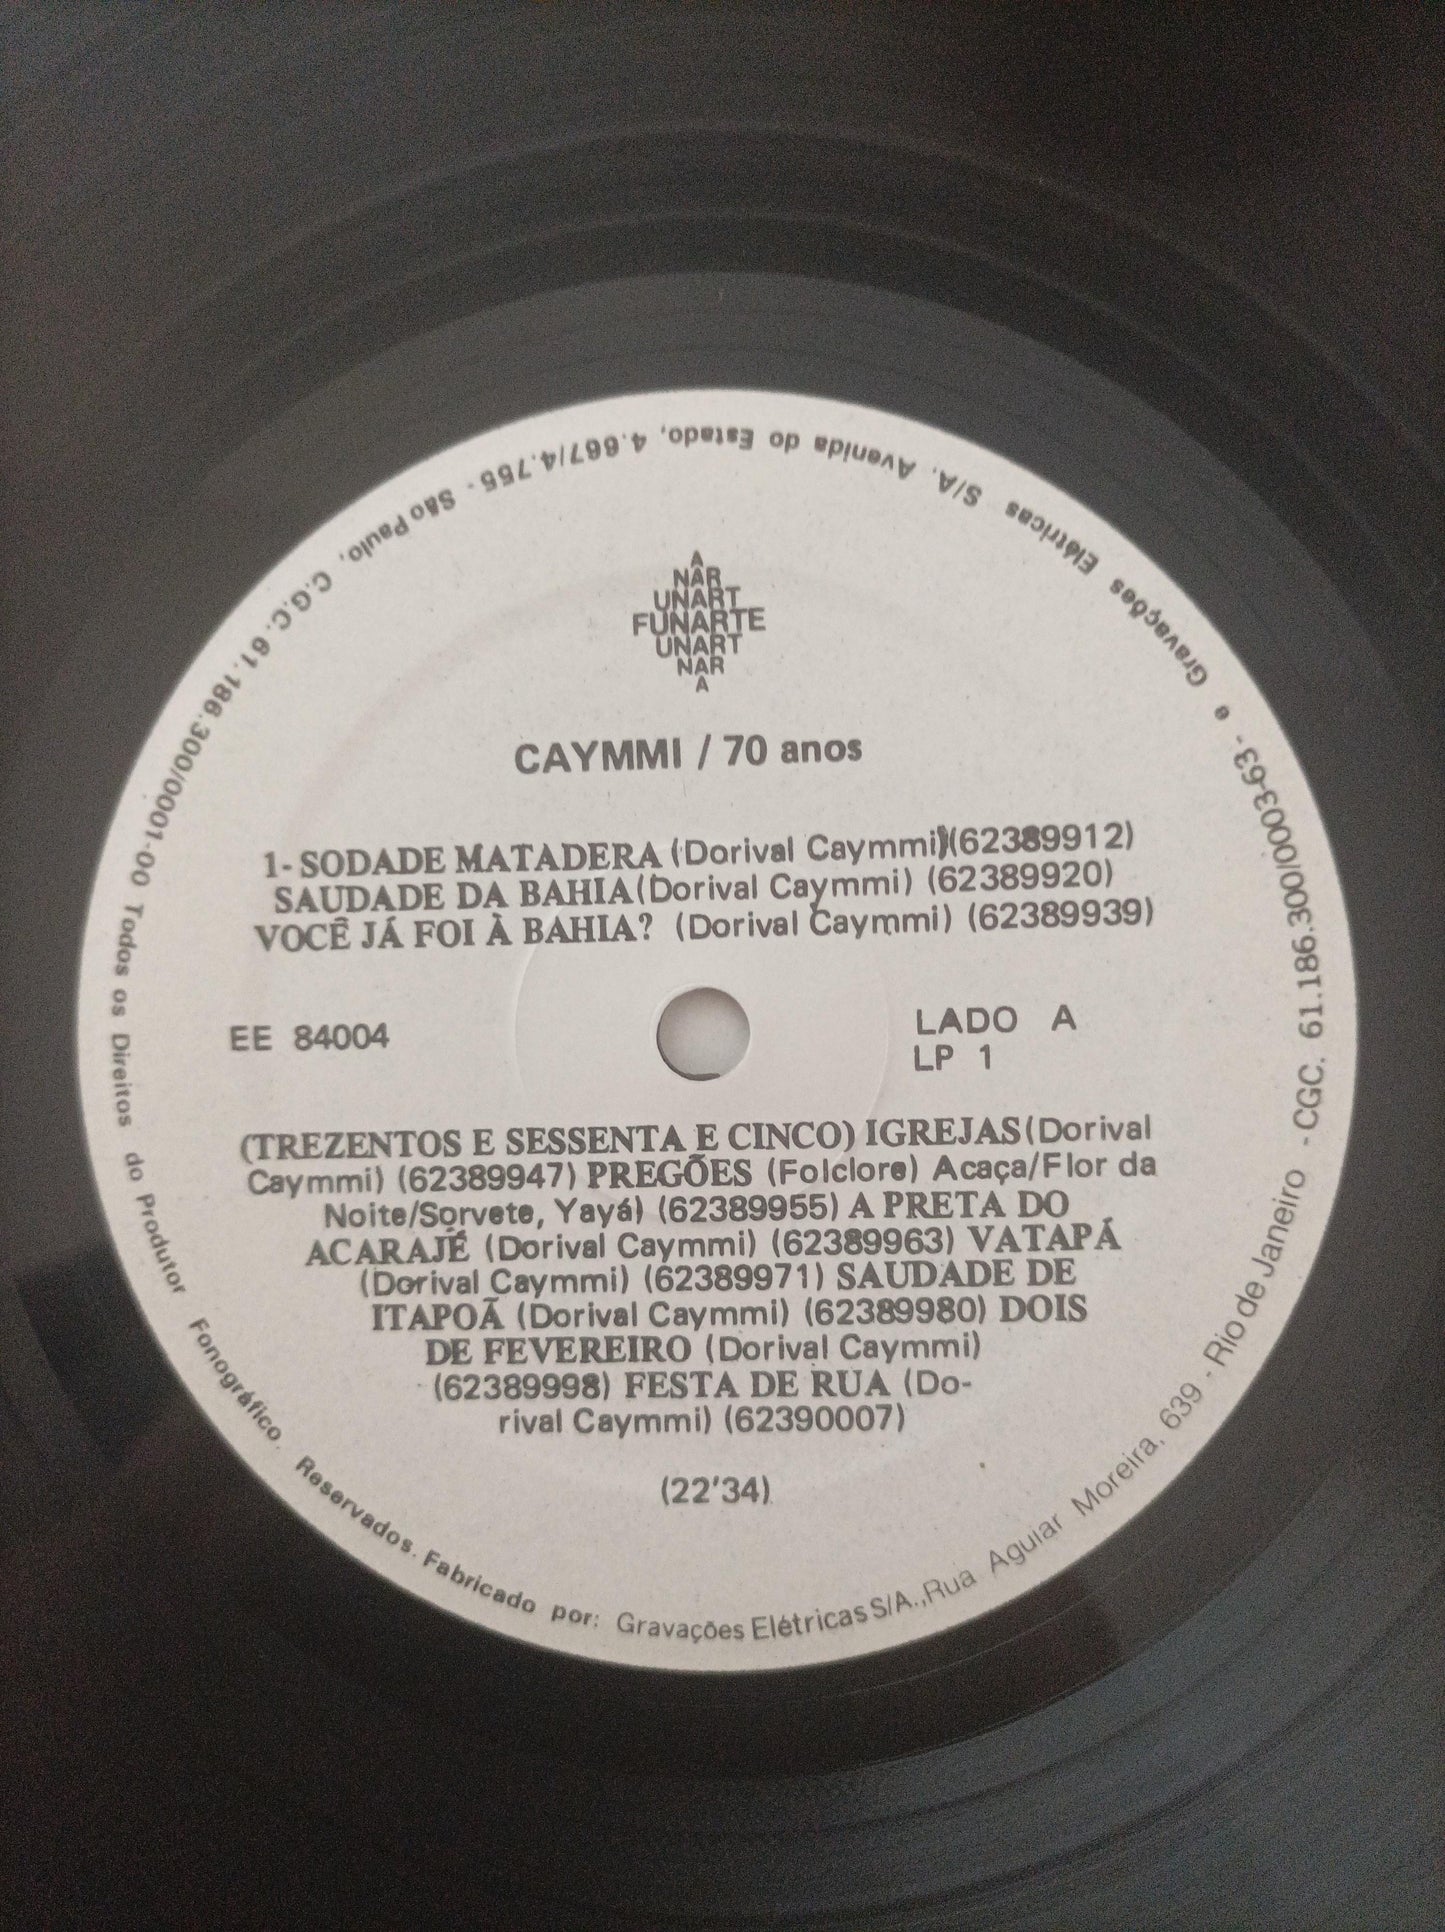 A
NAR
UNART
FUNARTE
UNART
NAR
A
CAYMMI / 70 anos
1- SODADE MATADERA (Dorival Caymmi)(62389912)
SAUDADE DA BAHIA(Dorival Caymmi) (62389920)
VOCÊ JÁ FOI À BAHIA? (Dorival Caymmi) (62389939)
EE 84004
LADO A
LP 1
(TREZENTOS E SESSENTA E CINCO) IGREJAS(Dorival
Caymmi) (62389947) PREGÕES (Folclore) Acaça/Flor da
Noite/Sorvete, Yayá) (62389955) A PRETA DO
ACARAJÉ (Dorival Caymmi) (62389963) VATAPÁ
(Dorival Caymmi) (62389971) SAUDADE DE
ITAPOÃ (Dorival Caymmi) (62389980) DOIS
DE FEVEREIRO (Dorival Caymmi)
(62389998) FESTA DE RUA (Do-
rival Caymmi) (62390007)
(22'34)
Todos os Direitos do Produtor Fonográfico. Reservados. Fabricado por: Gravações Elétricas S/A.,Rua Aguiar Moreira, 639 - Rio de Janeiro - CGC. 61.186.300/0003-63 - e Gravações Elétricas S/A. Avenida do Estado, 4.667/4.755 - São Paulo, C.G.C. 61.186.300/0001-00